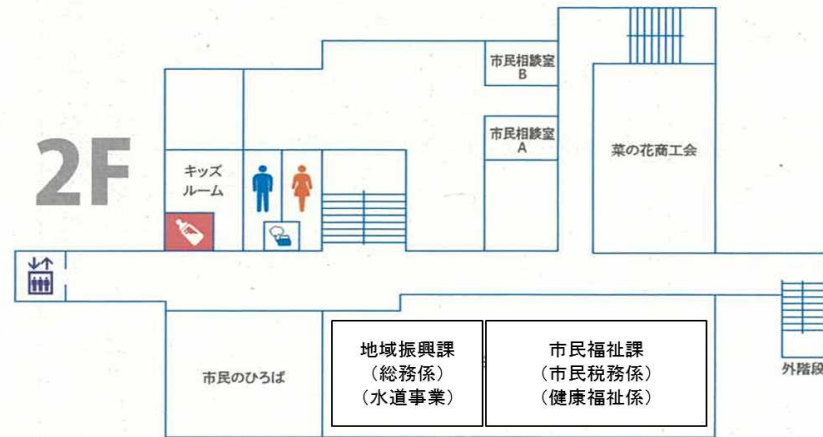 2F
市民相談室
B
市民相談室
A
菜の花商工会
キッズ
ルーム
市民のひろば
地域振興課
（総務係）
（水道事業）
市民福祉課
（市民税務係）
（健康福祉係）
外階段